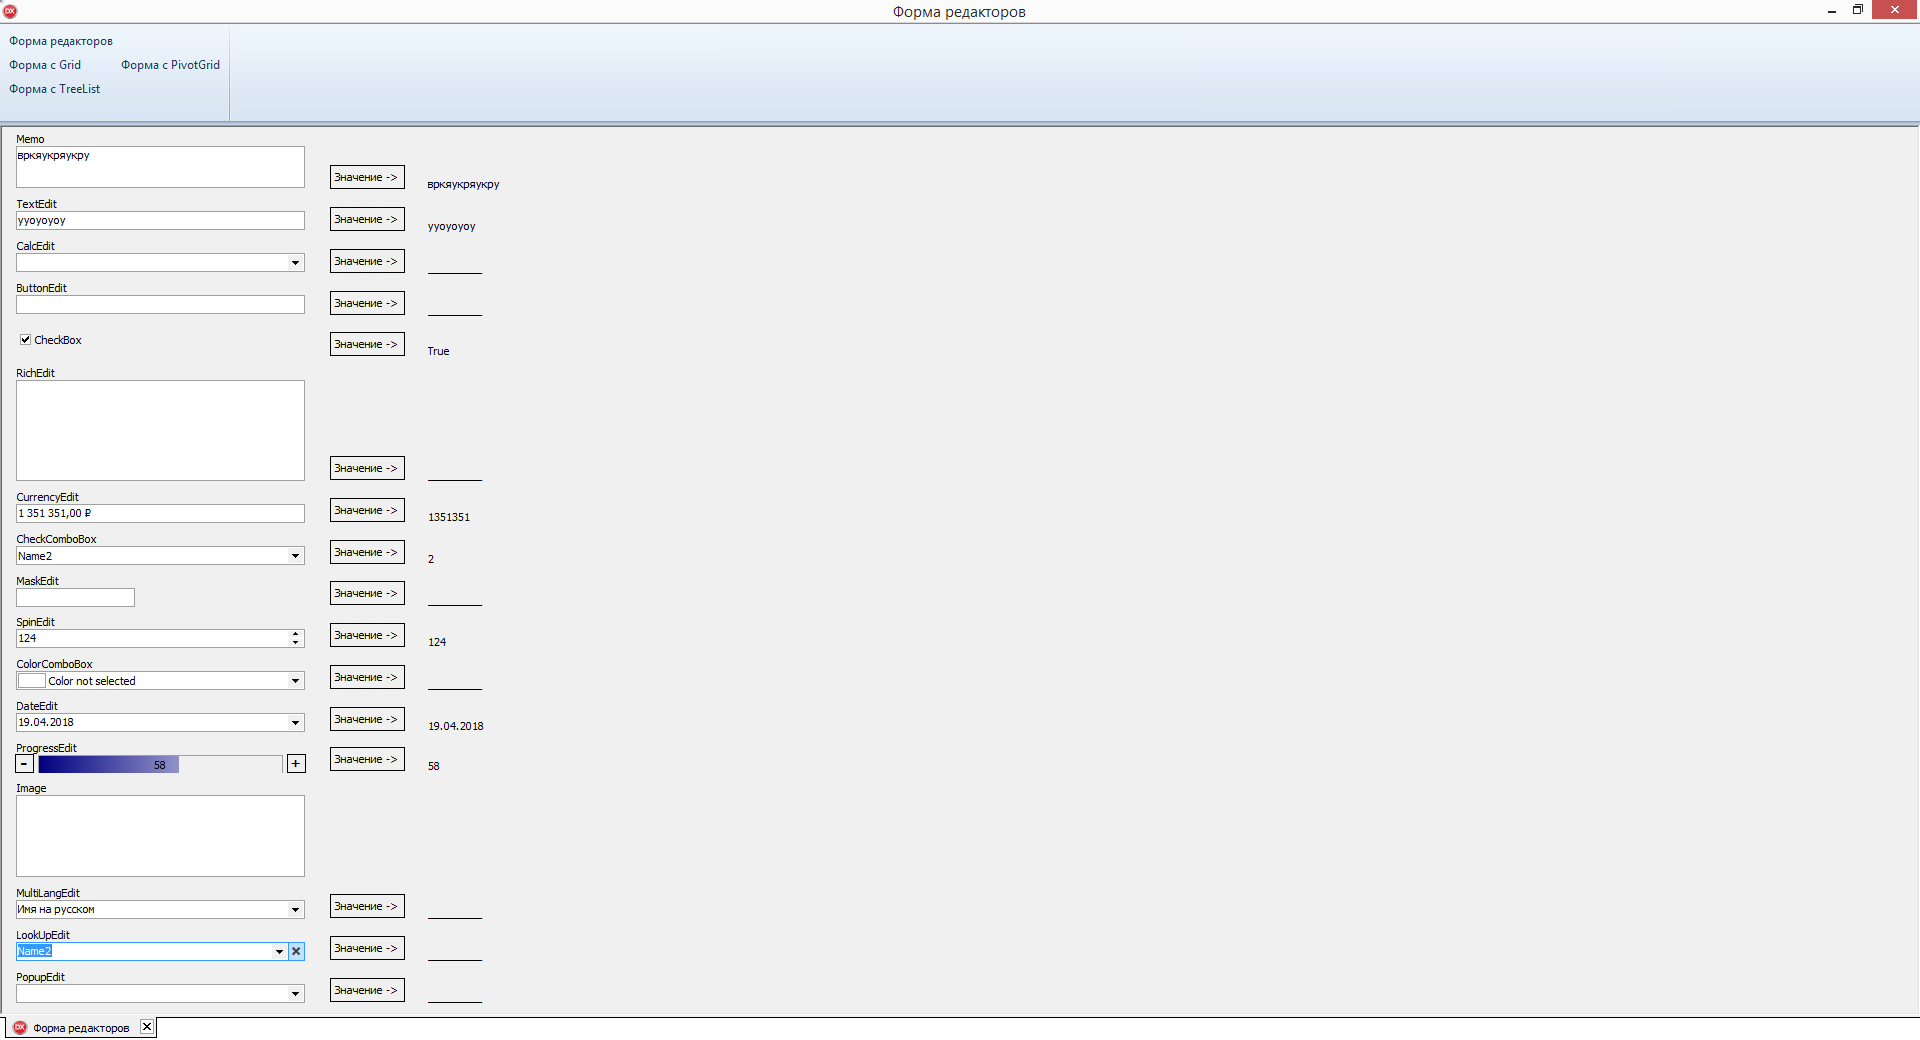 DX
Форма редакторов
Форма редакторов
Форма с Grid
Форма с PivotGrid
Форма с TreeList
Memo
вркяукряукру
Значение ->
вркяукряукру
TextEdit
yyoyoyoy
Значение ->
yyoyoyoy
CalcEdit
Значение ->
ButtonEdit
Значение ->
CheckBox
Значение ->
True
RichEdit
Значение ->
CurrencyEdit
1 351 351,00 ₽
Значение ->
1351351
CheckComboBox
Name2
Значение ->
2
MaskEdit
Значение ->
SpinEdit
124
Значение ->
124
ColorComboBox
Color not selected
Значение ->
DateEdit
19.04.2018
Значение ->
19.04.2018
ProgressEdit
- 58 +
Значение ->
58
Image
MultiLangEdit
Имя на русском
Значение ->
LookUpEdit
Name2
Значение ->
PopupEdit
Значение ->
DX Форма редакторов